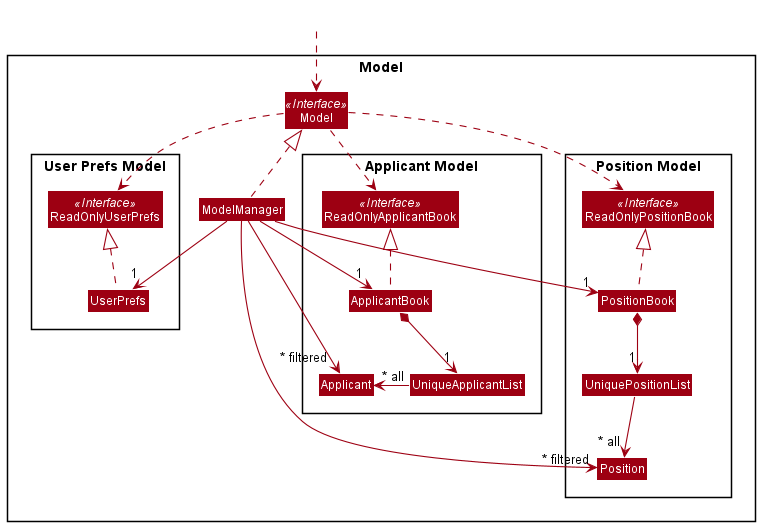 Model
«Interface»
Model
User Prefs Model
Applicant Model
Position Model
«Interface»
ReadOnlyUserPrefs
ModelManager
«Interface»
ReadOnlyApplicantBook
«Interface»
ReadOnlyPositionBook
1
1
1
UserPrefs
ApplicantBook
PositionBook
* filtered
1
1
Applicant
* all
UniqueApplicantList
UniquePositionList
* all
* filtered
Position